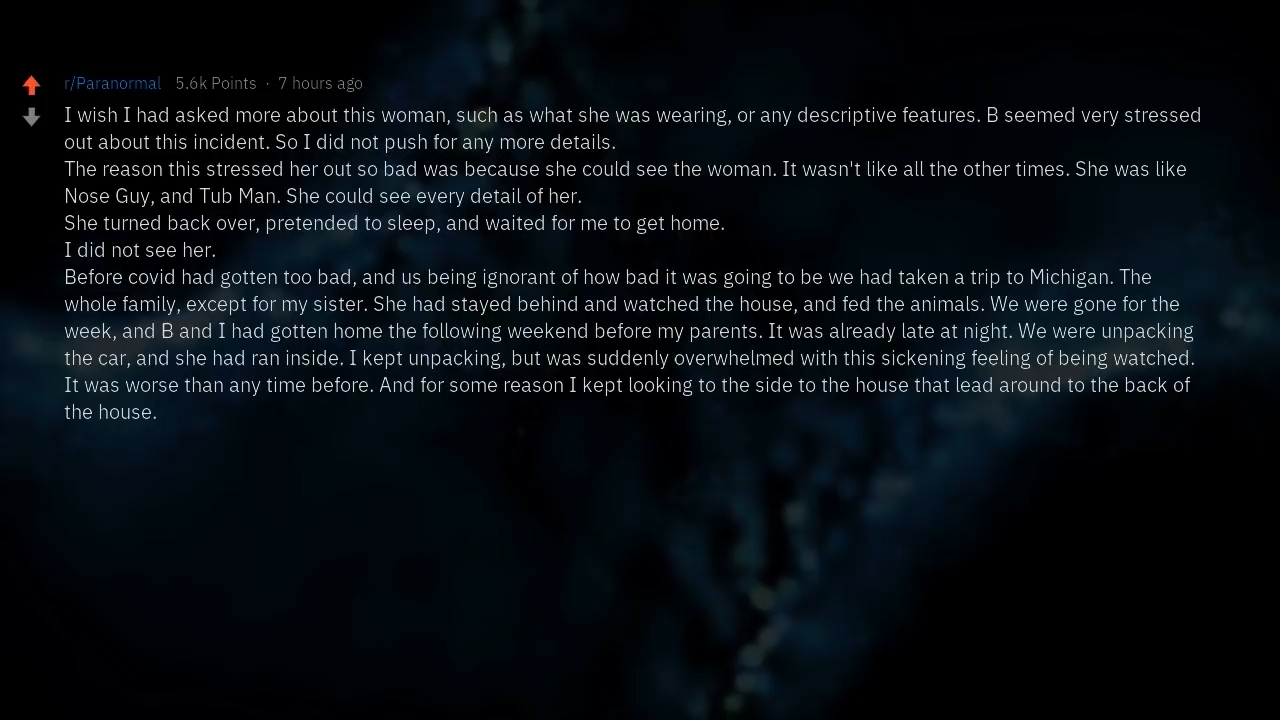 r/Paranormal 5.6k Points · 7 hours ago
I wish I had asked more about this woman, such as what she was wearing, or any descriptive features. B seemed very stressed
out about this incident. So I did not push for any more details.
The reason this stressed her out so bad was because she could see the woman. It wasn't like all the other times. She was like
Nose Guy, and Tub Man. She could see every detail of her.
She turned back over, pretended to sleep, and waited for me to get home.
I did not see her.
Before covid had gotten too bad, and us being ignorant of how bad it was going to be we had taken a trip to Michigan. The
whole family, except for my sister. She had stayed behind and watched the house, and fed the animals. We were gone for the
week, and B and I had gotten home the following weekend before my parents. It was already late at night. We were unpacking
the car, and she had ran inside. I kept unpacking, but was suddenly overwhelmed with this sickening feeling of being watched.
It was worse than any time before. And for some reason I kept looking to the side to the house that lead around to the back of
the house.